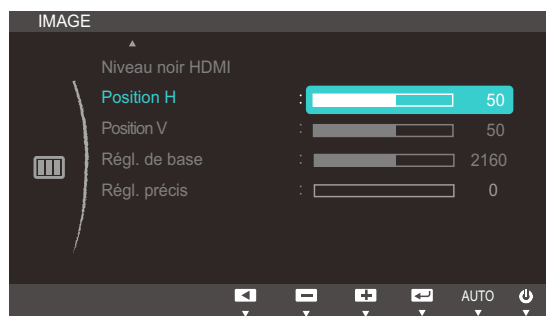 IMAGE
Niveau noir HDMI
Position H : 50
Position V : 50
Régl. de base : 2160
Régl. précis : 0
AUTO